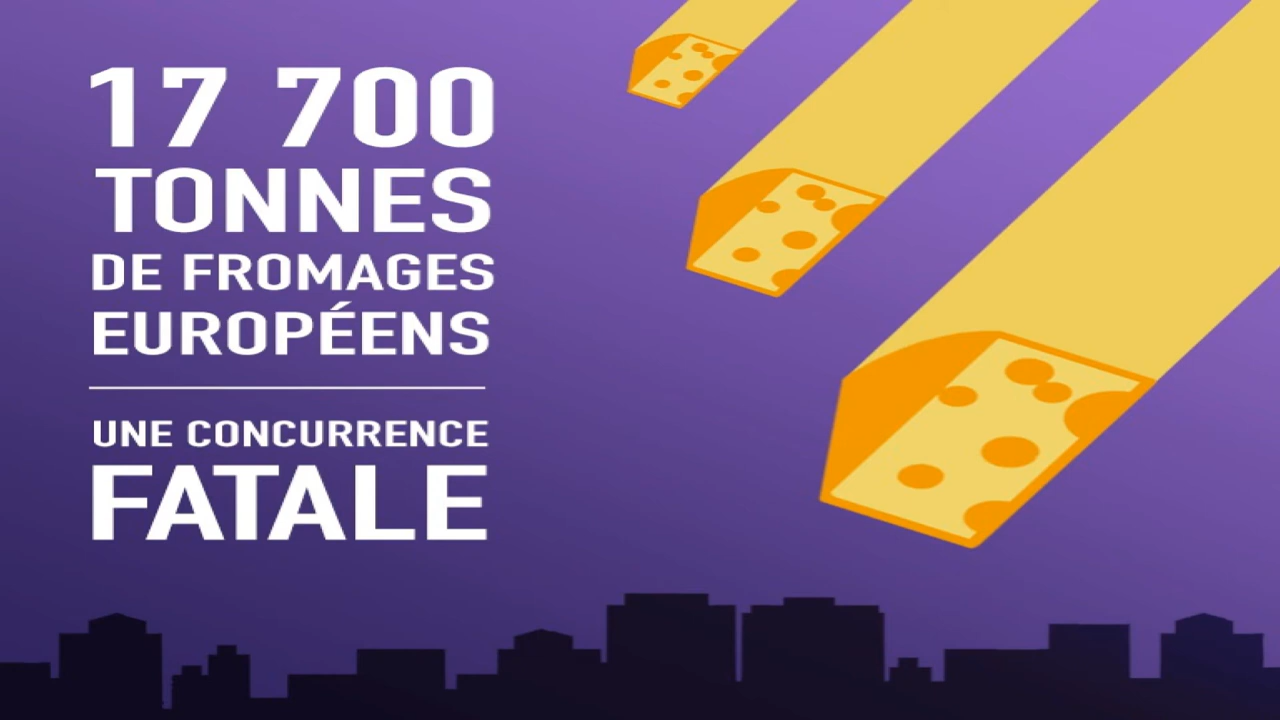 17 700
TONNES
DE FROMAGES
EUROPÉENS
UNE CONCURRENCE
FATALE